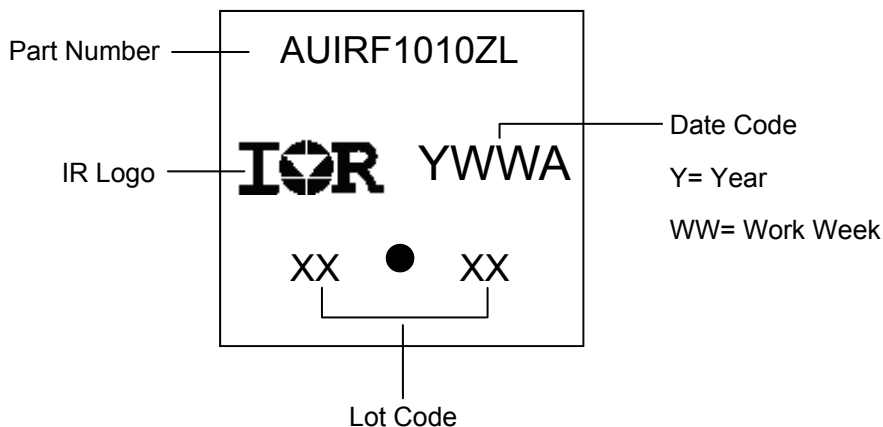 Part Number
AUIRF1010ZL
IR Logo
IOR
YWWA
Date Code
Y= Year
WW= Work Week
XX XX
Lot Code